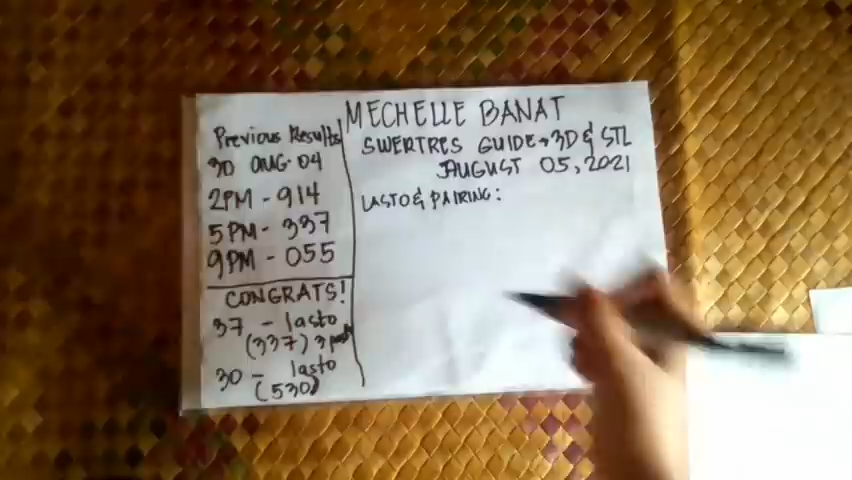 MECHELLE BANAT
SWERTRES GUIDE→3D & STL
AUGUST 05, 2021
LASTO & PAIRING:
Previous Results
3D AUG. 04
2PM - 914
5PM - 337
9PM - 055
CONGRATS!
37 - lasto
(337) 3
30 - lasto
(530)